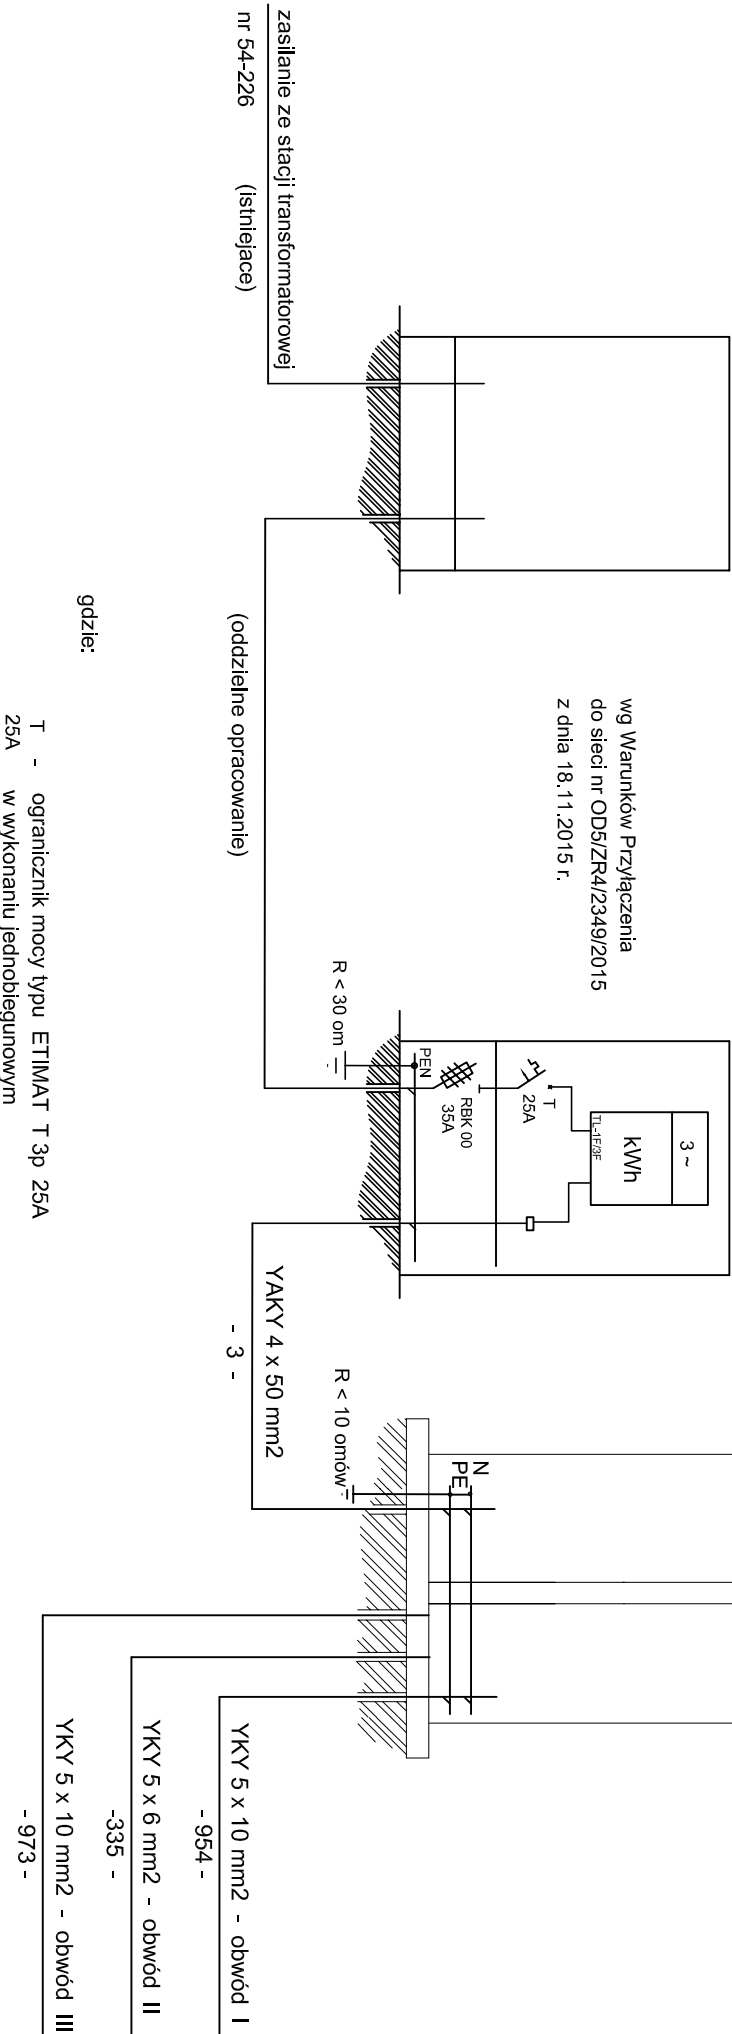 zasilanie ze stacji transformatorowej
nr 54-226 (istniejace)
(oddzielne opracowanie)
wg Warunków Przyłączenia
do sieci nr OD5/ZR4/2349/2015
z dnia 18.11.2015 r.
3 ~
kWh
TL-1F/3F
T
25A
RBK 00
35A
PEN
R < 30 om
YAKY 4 x 50 mm2
- 3 -
R < 10 omów
N
PE
YKY 5 x 10 mm2 - obwód I
- 954 -
YKY 5 x 6 mm2 - obwód II
-335 -
YKY 5 x 10 mm2 - obwód III
- 973 -
gdzie:
T - ogranicznik mocy typu ETIMAT T 3p 25A
25A w wykonaniu jednobiegunowym